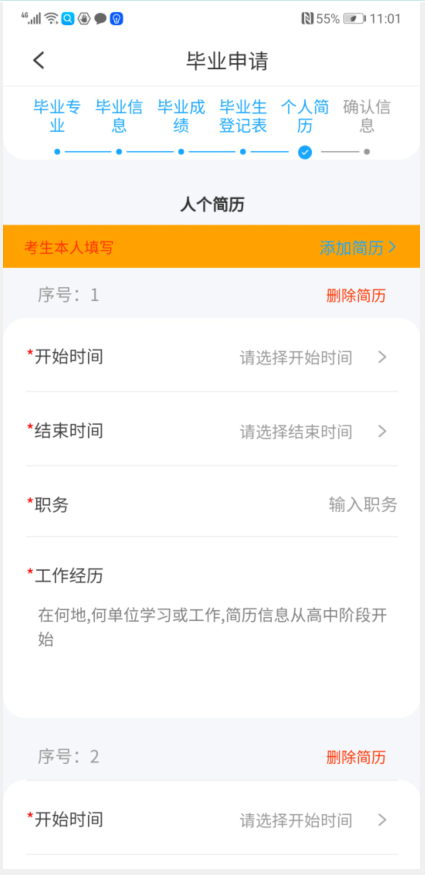 4G 55% 11:01
毕业申请
毕业专业 毕业信息 毕业成绩 毕业生登记表 个人简历 确认信息
人个简历
考生本人填写 添加简历
序号：1 删除简历
*开始时间 请选择开始时间
*结束时间 请选择结束时间
*职务 输入职务
*工作经历
在何地,何单位学习或工作,简历信息从高中阶段开
始
序号：2 删除简历
*开始时间 请选择开始时间